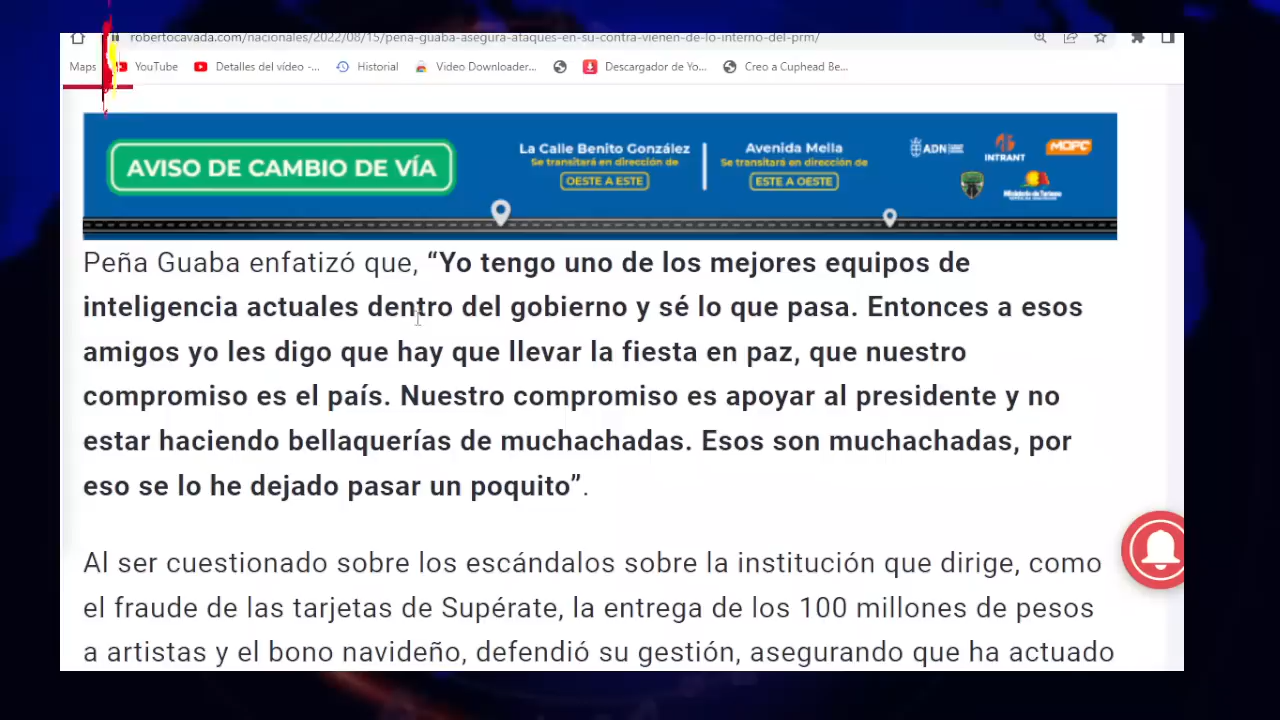 robertocavada.com/nacionales/2022/08/15/pena-guaba-asegura-ataques-en-su-contra-vienen-de-lo-interno-del-prm/
Maps YouTube Detalles del vídeo -... Historial Video Downloader... Descargador de Yo... Creo a Cuphead Be...
AVISO DE CAMBIO DE VÍA
La Calle Benito González
Se transitará en dirección de
OESTE A ESTE
Avenida Mella
Se transitará en dirección de
ESTE A OESTE
ADN INTRANT MOPC
Peña Guaba enfatizó que, “Yo tengo uno de los mejores equipos de
inteligencia actuales dentro del gobierno y sé lo que pasa. Entonces a esos
amigos yo les digo que hay que llevar la fiesta en paz, que nuestro
compromiso es el país. Nuestro compromiso es apoyar al presidente y no
estar haciendo bellaquerías de muchachadas. Esos son muchachadas, por
eso se lo he dejado pasar un poquito”.
Al ser cuestionado sobre los escándalos sobre la institución que dirige, como
el fraude de las tarjetas de Supérate, la entrega de los 100 millones de pesos
a artistas y el bono navideño, defendió su gestión, asegurando que ha actuado